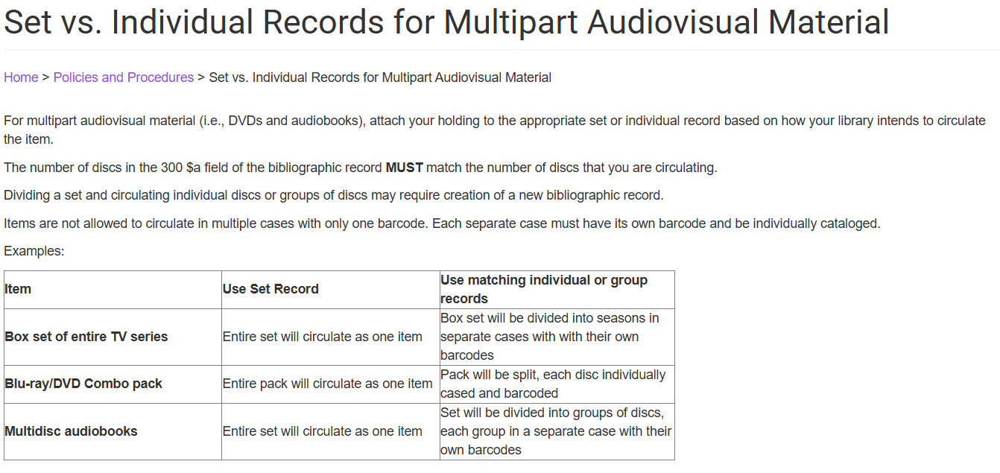 Set vs. Individual Records for Multipart Audiovisual Material
Home > Policies and Procedures > Set vs. Individual Records for Multipart Audiovisual Material
For multipart audiovisual material (i.e., DVDs and audiobooks), attach your holding to the appropriate set or individual record based on how your library intends to circulate
the item.
The number of discs in the 300 $a field of the bibliographic record MUST match the number of discs that you are circulating.
Dividing a set and circulating individual discs or groups of discs may require creation of a new bibliographic record.
Items are not allowed to circulate in multiple cases with only one barcode. Each separate case must have its own barcode and be individually cataloged.
Examples:
Item
Use Set Record
Use matching individual or group
records
Box set of entire TV series
Entire set will circulate as one item
Box set will be divided into seasons in
separate cases with with their own
barcodes
Blu-ray/DVD Combo pack
Entire pack will circulate as one item
Pack will be split, each disc individually
cased and barcoded
Multidisc audiobooks
Entire set will circulate as one item
Set will be divided into groups of discs,
each group in a separate case with their
own barcodes